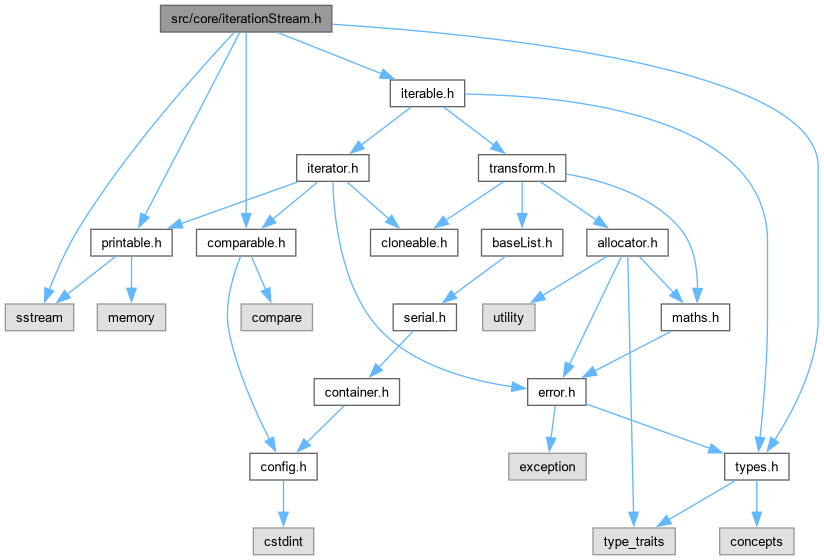 src/core/iterationStream.h
iterable.h
iterator.h
transform.h
printable.h
comparable.h
cloneable.h
baseList.h
allocator.h
sstream
memory
compare
serial.h
utility
maths.h
container.h
error.h
config.h
exception
types.h
cstdint
type_traits
concepts